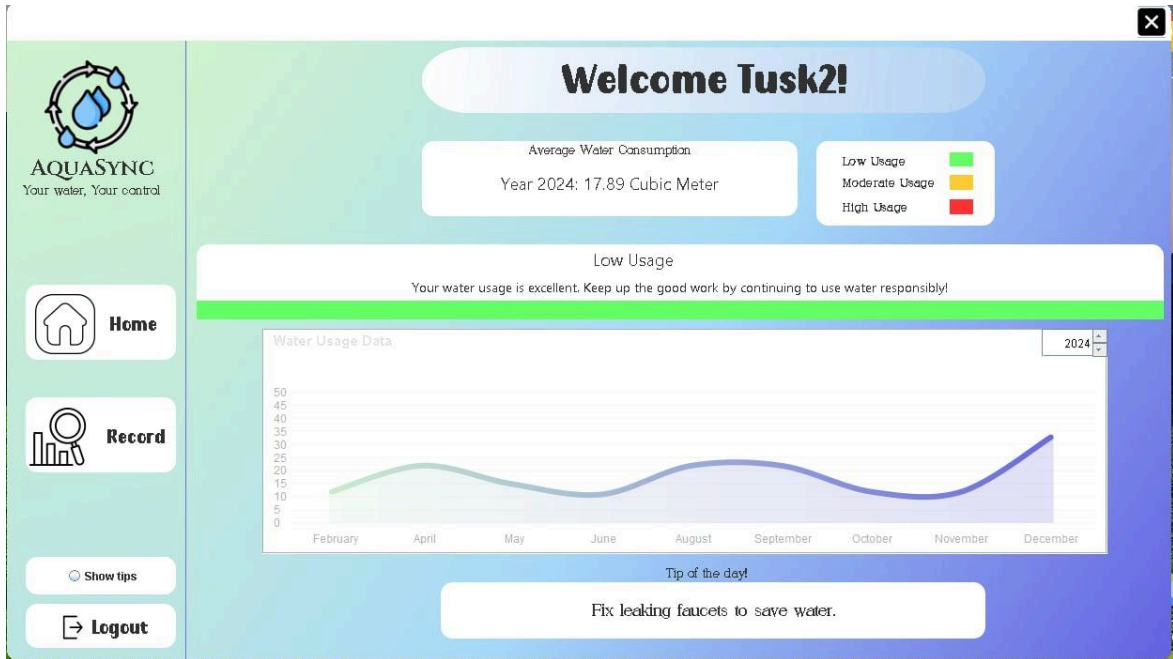 AQUASYNC
Your water, Your control
Home
Record
Show tips
Logout
Welcome Tusk2!
Average Water Consumption
Year 2024: 17.89 Cubic Meter
Low Usage
Moderate Usage
High Usage
Low Usage
Your water usage is excellent. Keep up the good work by continuing to use water responsibly!
Water Usage Data
2024
50
45
40
35
30
25
20
15
10
5
0
February April May June August September October November December
Tip of the day!
Fix leaking faucets to save water.